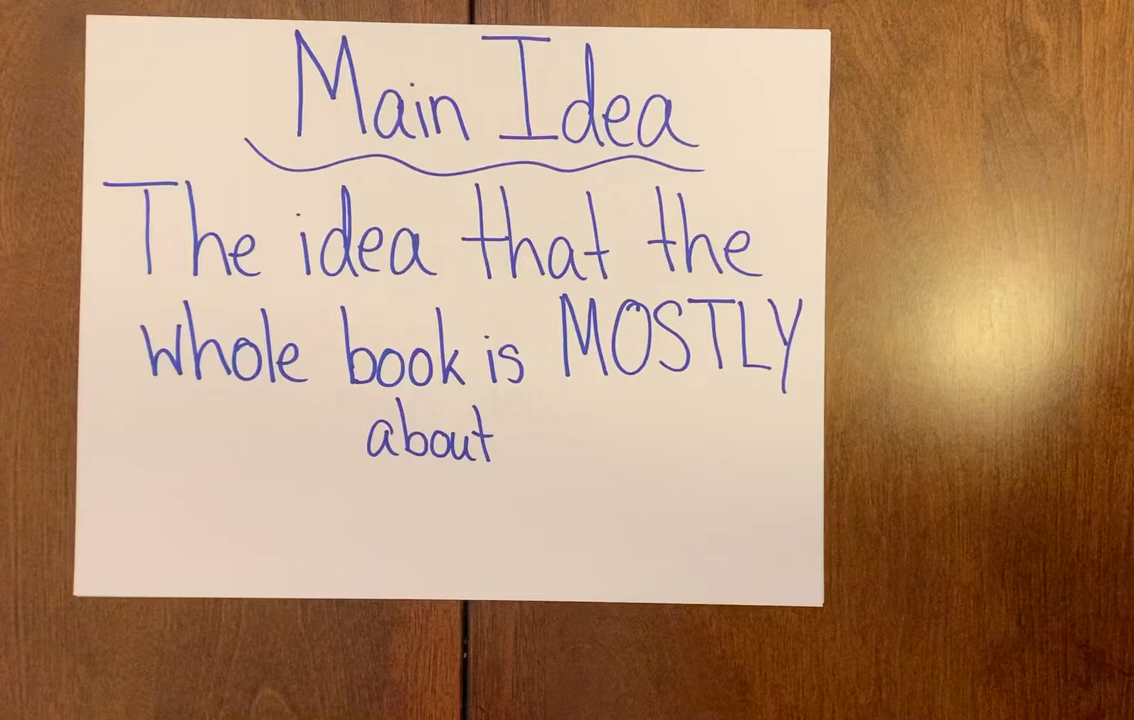 Main Idea
The idea that the
whole book is MOSTLY
about